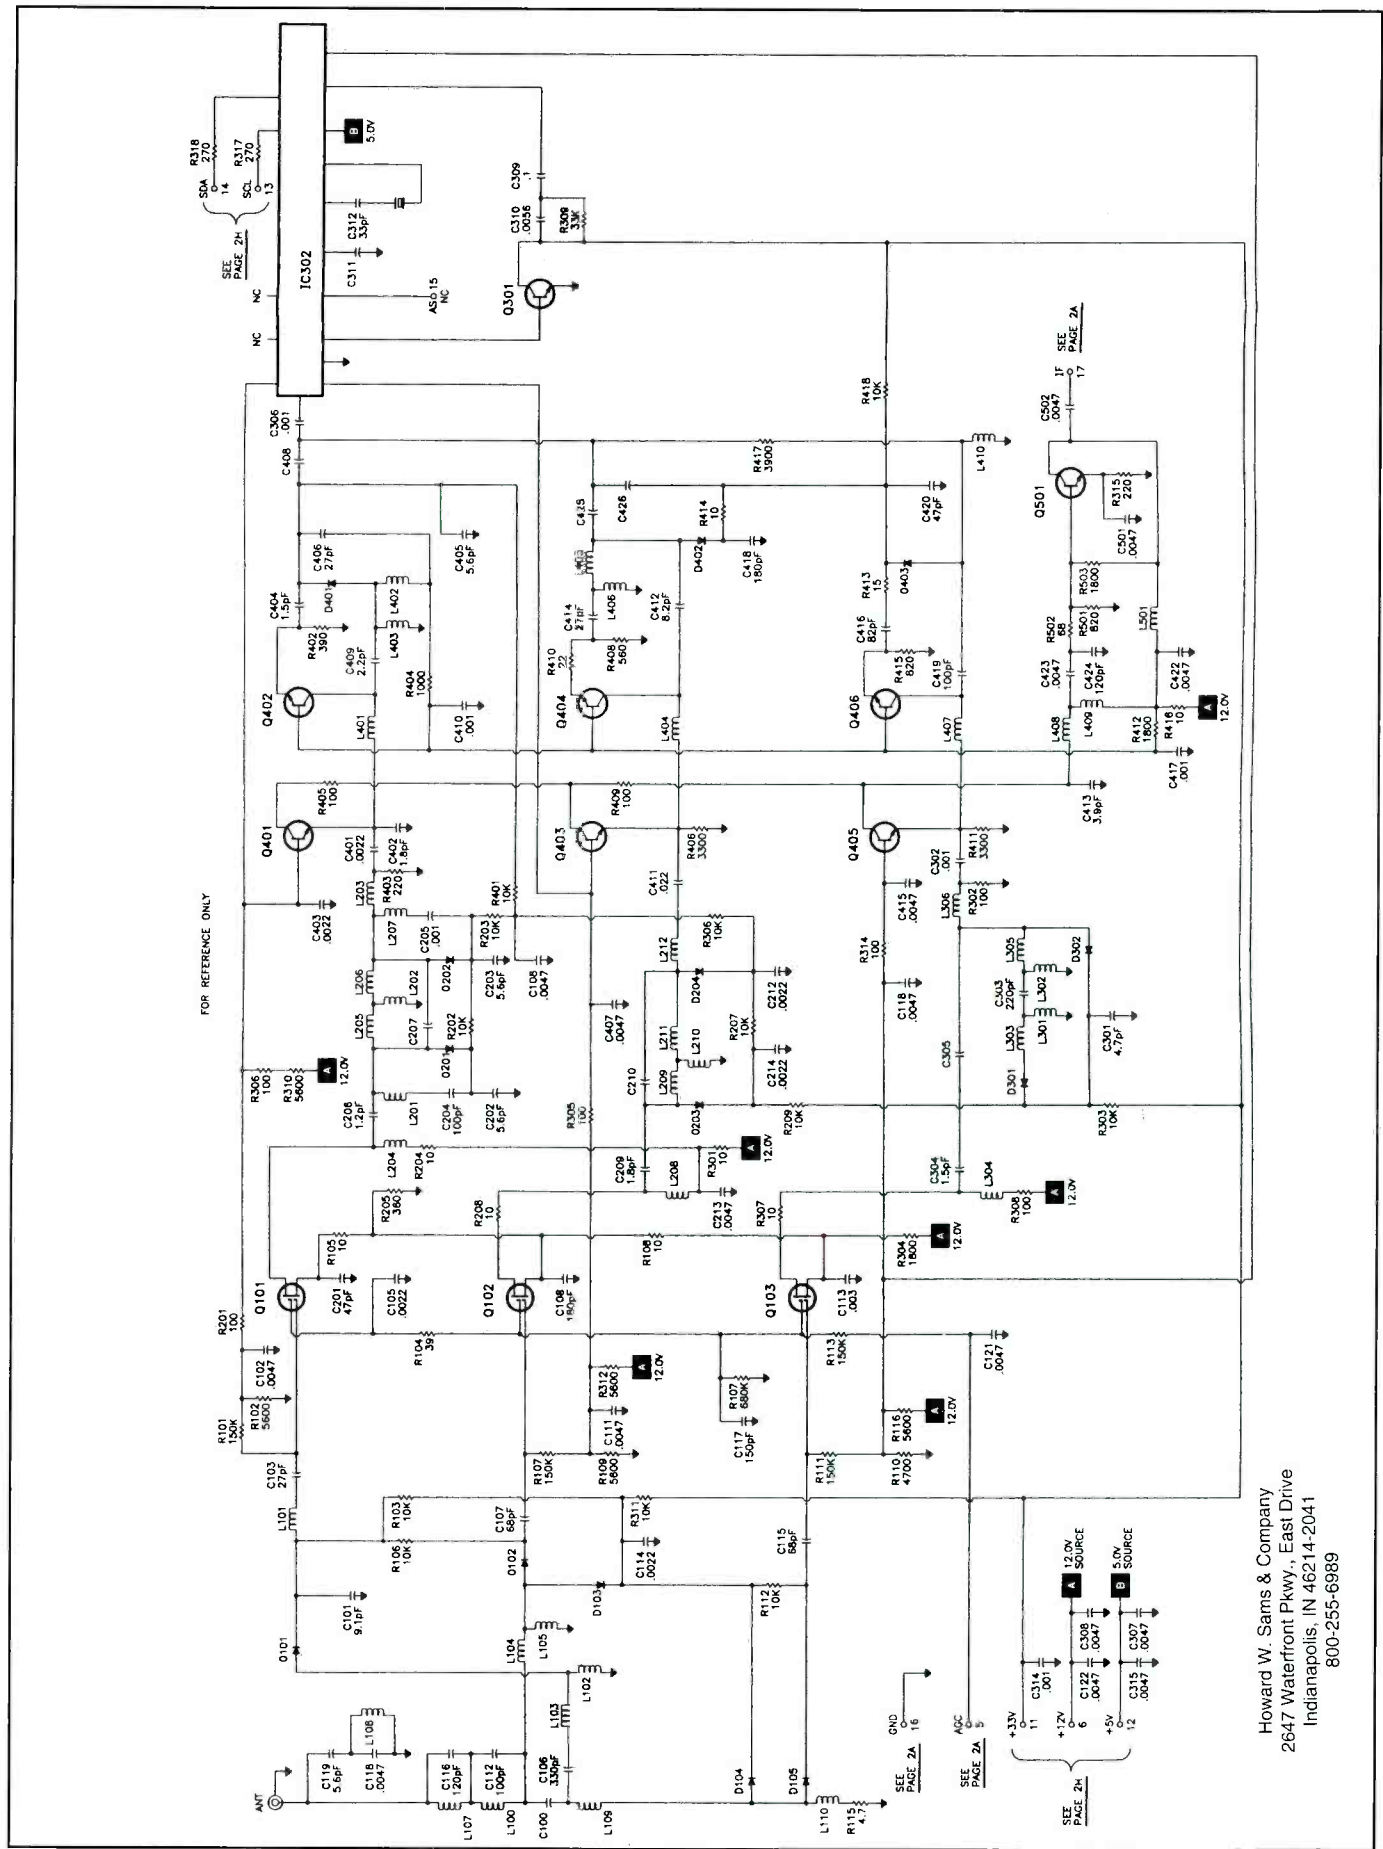 FOR REFERENCE ONLY
ANT
C119
5.6pF
L108
C118
.0047
C116
120pF
L107
C112
100pF
L100
C100
C106
330pF
L109
L103
L102
L104
L105
D101
C101
9.1pF
L101
C103
27pF
R101
150K
R102
5600
C102
.0047
R201
100
R106
10K
R103
10K
D102
C107
68pF
D103
C114
.0022
R311
10K
R107
150K
R109
5600
C111
.0047
R312
5600
A
12.0V
D104
D105
R112
10K
C115
68pF
L110
R115
4.7
R111
150K
R110
4700
R116
5600
A
12.0V
C117
150pF
R107
680K
R113
150K
C121
.0047
Q101
C201
47pF
R105
10
C105
.0022
R104
39
R205
360
Q102
C108
180pF
R208
10
R108
10
Q103
C113
.003
R307
10
R304
1800
A
12.0V
L204
R204
10
C206
1.2pF
L201
C204
100pF
C202
5.6pF
R306
100
R310
5600
A
12.0V
L205
L206
L202
C207
R202
10K
L207
C205
.001
C203
5.6pF
R203
10K
C108
.0047
L203
R403
220
C401
.0022
C402
1.8pF
C403
.0022
R401
10K
C209
1.8pF
L208
C213
.0047
R301
10
A
12.0V
R305
100
C407
.0047
C210
L209
L211
L210
D204
R207
10K
C214
.0022
C212
.0022
R209
10K
L212
R306
10K
C411
.022
R406
3300
C304
1.5pF
L304
R308
100
A
12.0V
C305
D301
L303
L301
C303
220pF
L302
L305
D302
C301
4.7pF
R303
10K
C118
.0047
R314
100
C415
.0047
L306
R302
100
C302
.001
R411
3300
Q401
R405
100
Q403
R409
100
Q405
C413
3.9pF
C417
.001
Q402
L401
C409
2.2pF
R402
390
C404
1.5pF
D401
L403
L402
R404
1000
C410
.001
C406
27pF
C405
5.6pF
C408
C306
.001
Q404
L404
R410
22
R408
560
C414
27pF
L406
C412
8.2pF
D402
C418
180pF
R414
10
C426
R417
3900
Q406
L407
R415
820
C416
82pF
R413
15
C419
100pF
D403
C420
47pF
R418
10K
L410
L408
L409
R412
1800
R416
10
A
12.0V
C423
.0047
C424
120pF
C422
.0047
R502
68
R501
820
L501
R503
1800
C501
.0047
R315
220
Q501
C502
.0047
IF
17
SEE
PAGE 2A
IC302
NC
NC
SEE
PAGE 2H
SDA
14
R318
270
SCL
13
R317
270
B
5.0V
C312
33pF
C311
AS
15
NC
Q301
C309
.1
C310
.0056
R309
33K
SEE
PAGE 2A
GND
16
SEE
PAGE 2A
AGC
5
SEE
PAGE 2H
+33V
11
C314
.001
+12V
6
C122
.0047
C308
.0047
A
12.0V
SOURCE
+5V
12
C315
.0047
C307
.0047
B
5.0V
SOURCE
Howard W. Sams & Company
2647 Waterfront Pkwy., East Drive
Indianapolis, IN 46214-2041
800-255-6989